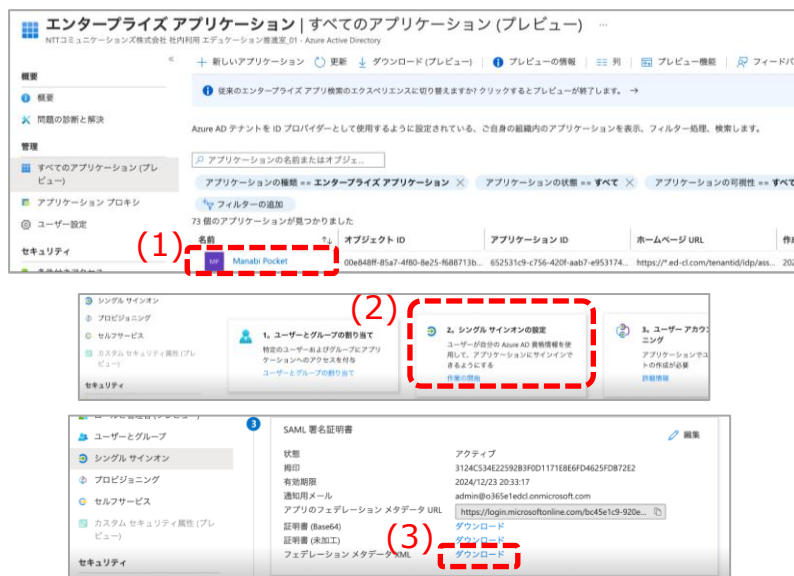 エンタープライズ アプリケーション | すべてのアプリケーション (プレビュー) ...
NTTコミュニケーションズ株式会社 社内利用 エデュケーション推進室_01 - Azure Active Directory
«
+ 新しいアプリケーション 更新 ダウンロード (プレビュー) | プレビューの情報 | 列 | プレビュー機能 | フィードバ
概要
概要
問題の診断と解決
従来のエンタープライズ アプリ検索のエクスペリエンスに切り替えますか? クリックするとプレビューが終了します。 →
Azure AD テナントを ID プロバイダーとして使用するように設定されている、ご自身の組織内のアプリケーションを表示、フィルター処理、検索します。
管理
すべてのアプリケーション (プレ
ビュー)
アプリケーション プロキシ
ユーザー設定
セキュリティ
アプリケーションの名前またはオブジェ...
アプリケーションの種類 == エンタープライズ アプリケーション × アプリケーションの状態 == すべて × アプリケーションの可視性 == すべて
フィルターの追加
73 個のアプリケーションが見つかりました
(1)
名前 ↑↓ オブジェクト ID アプリケーション ID ホームページ URL 作成
MP Manabi Pocket 00e848ff-85a7-4f80-8e25-f688713b... 652531c9-c756-420f-aab7-e953174... https://*.ed-cl.com/tenantid/idp/ass... 202
シングル サインオン
プロビジョニング
セルフサービス
カスタム セキュリティ属性 (プレ
ビュー)
セキュリティ
1。ユーザーとグループの割り当て
特定のユーザーおよびグループにアプリ
ケーションへのアクセスを付与
ユーザーとグループの割り当て
(2)
2。シングル サインオンの設定
ユーザーが自分の Azure AD 資格情報を使
用して、アプリケーションにサインインで
きるようにする
作業の開始
3。ユーザー アカウン
ニング
アプリケーションでユ
トの作成が必要
詳細情報
ユーザーとグループ
シングル サインオン
プロビジョニング
セルフサービス
カスタム セキュリティ属性 (プレ
ビュー)
セキュリティ
3
SAML 署名証明書
編集
状態 アクティブ
拇印 3124C534E22592B3F0D1171E8E6FD4625FDB72E2
有効期限 2024/12/23 20:33:17
通知用メール admin@o365e1edcl.onmicrosoft.com
アプリのフェデレーション メタデータ URL https://login.microsoftonline.com/bc45e1c9-920e...
証明書 (Base64) ダウンロード
証明書 (未加工) ダウンロード
(3)
フェデレーション メタデータ XML ダウンロード